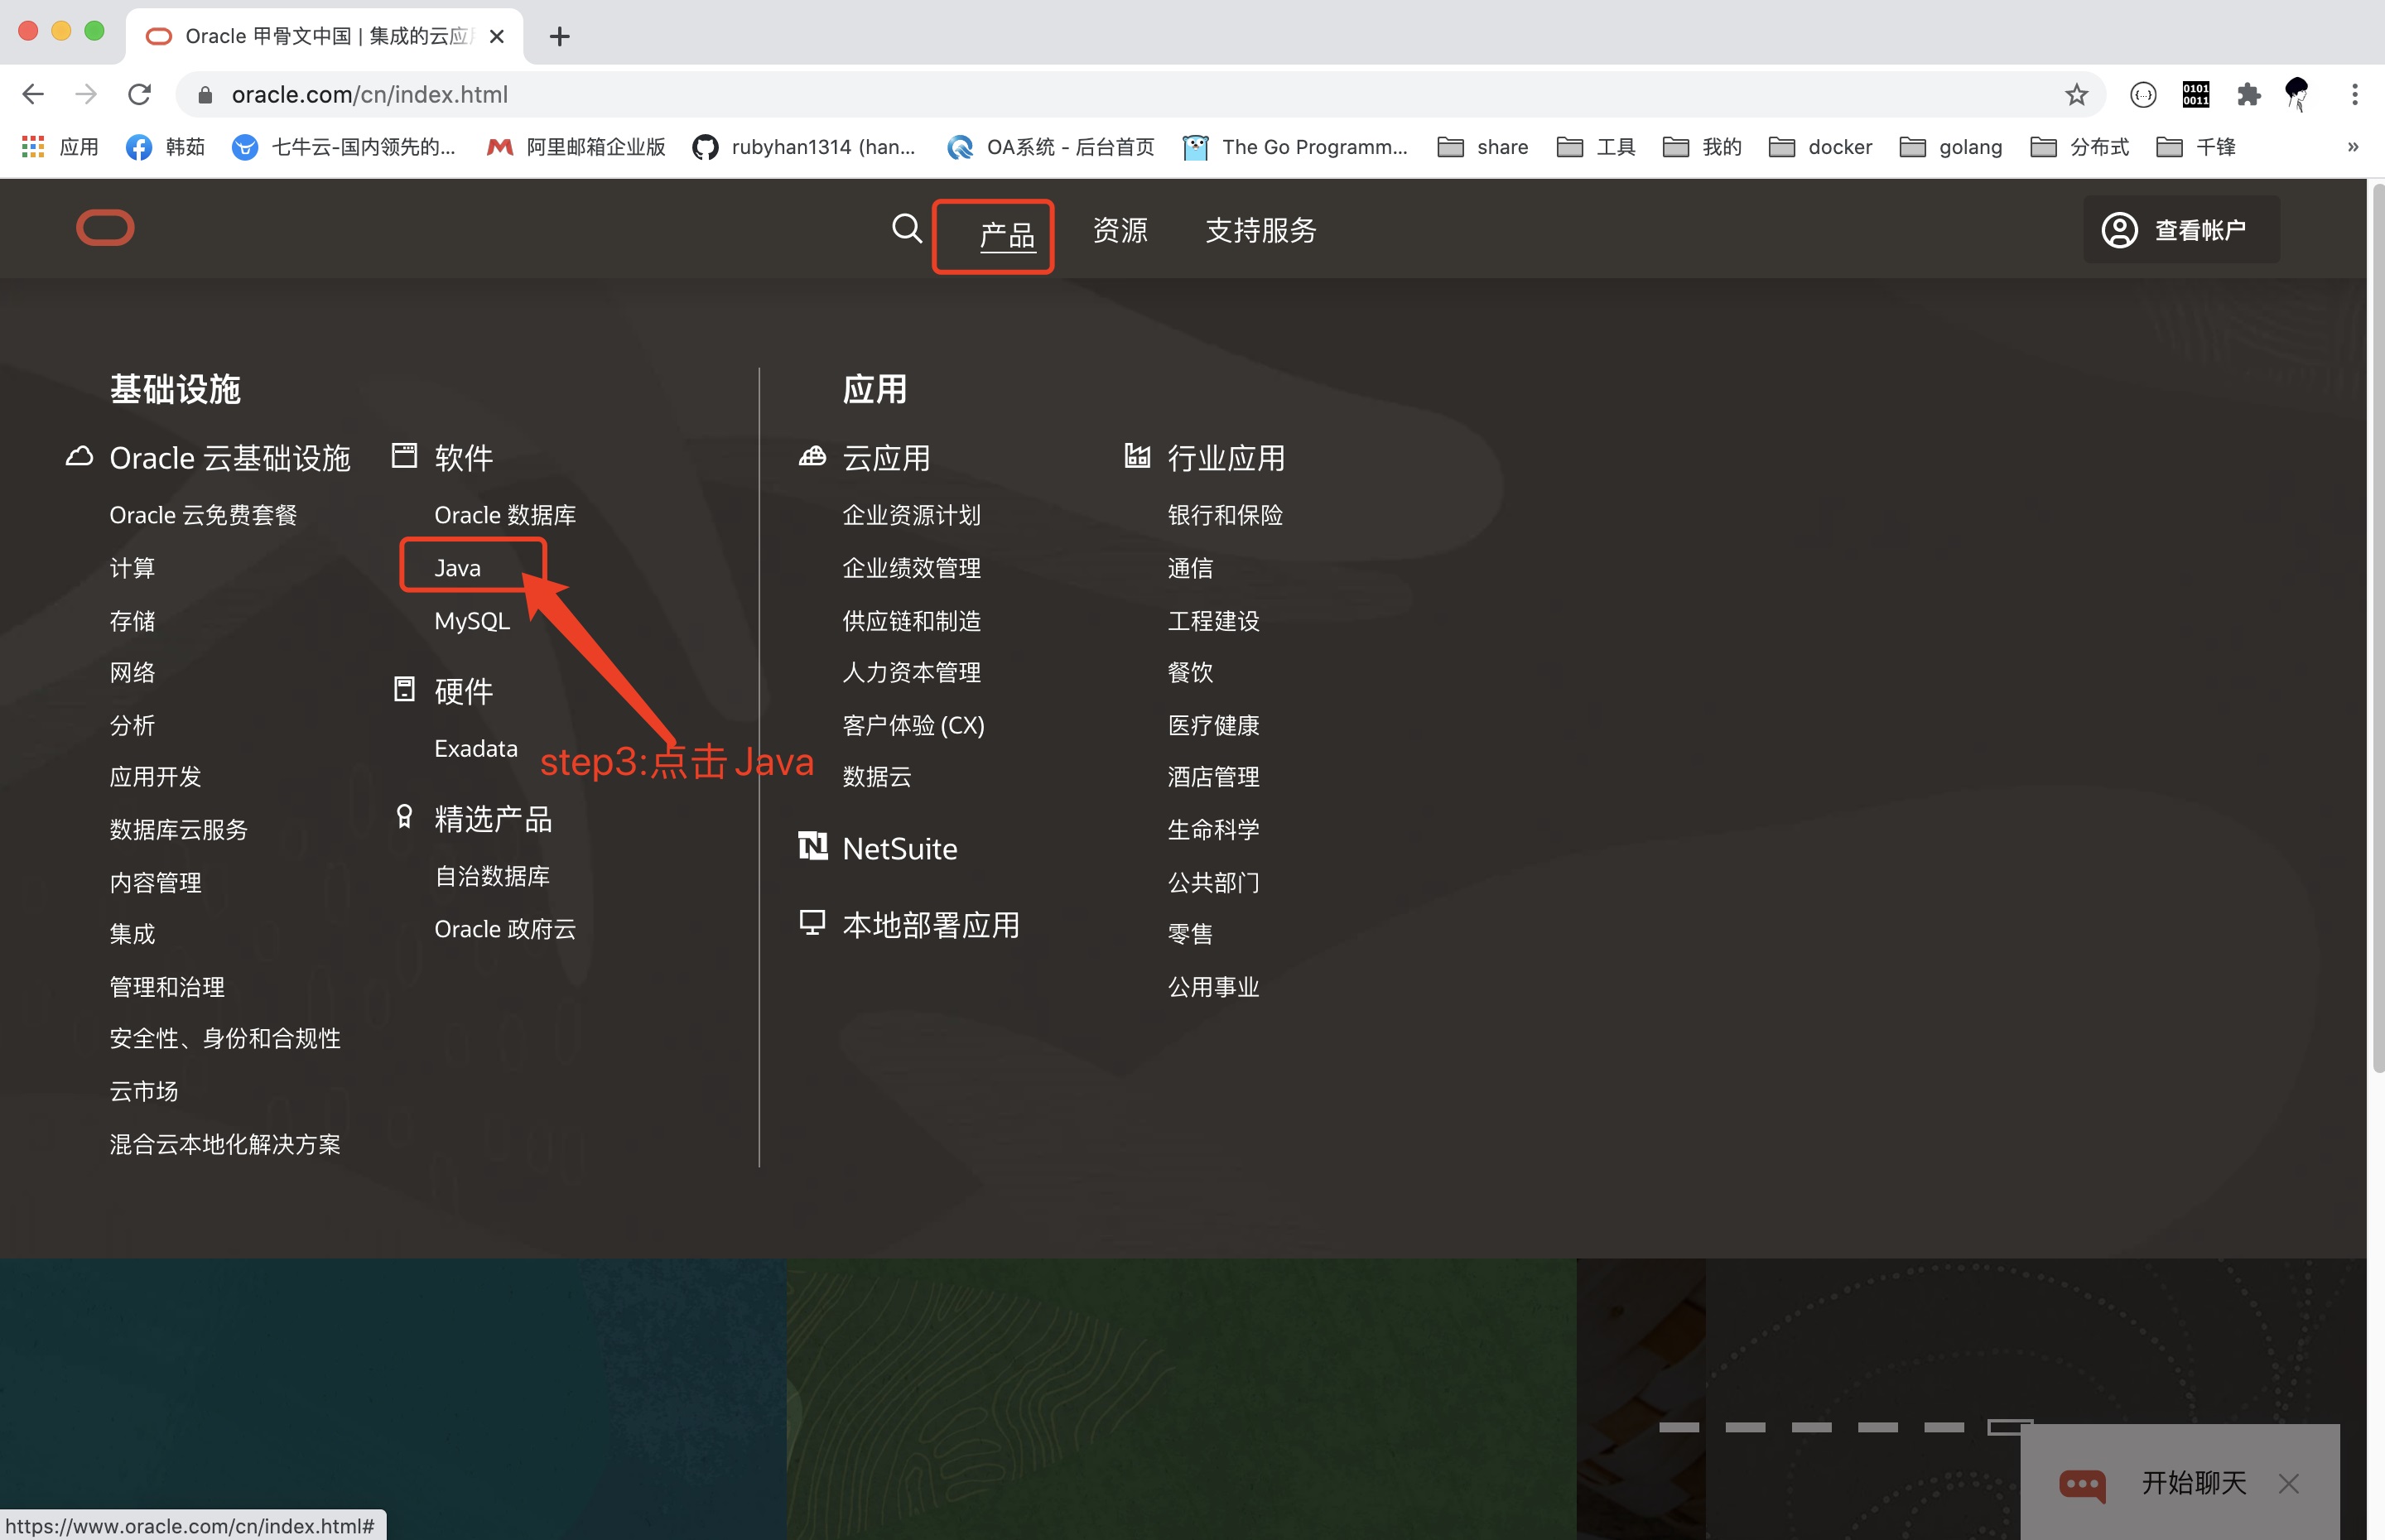 Oracle 甲骨文中国 | 集成的云应
oracle.com/cn/index.html
应用
韩茹
七牛云-国内领先的...
阿里邮箱企业版
rubyhan1314 (han...
OA系统 - 后台首页
The Go Programm...
share
工具
我的
docker
golang
分布式
千锋
»
0101
0011
产品
资源
支持服务
查看帐户
基础设施
Oracle 云基础设施
Oracle 云免费套餐
计算
存储
网络
分析
应用开发
数据库云服务
内容管理
集成
管理和治理
安全性、身份和合规性
云市场
混合云本地化解决方案
软件
Oracle 数据库
Java
MySQL
硬件
Exadata
step3:点击Java
精选产品
自治数据库
Oracle 政府云
应用
云应用
企业资源计划
企业绩效管理
供应链和制造
人力资本管理
客户体验 (CX)
数据云
NetSuite
本地部署应用
行业应用
银行和保险
通信
工程建设
餐饮
医疗健康
酒店管理
生命科学
公共部门
零售
公用事业
开始聊天
https://www.oracle.com/cn/index.html#